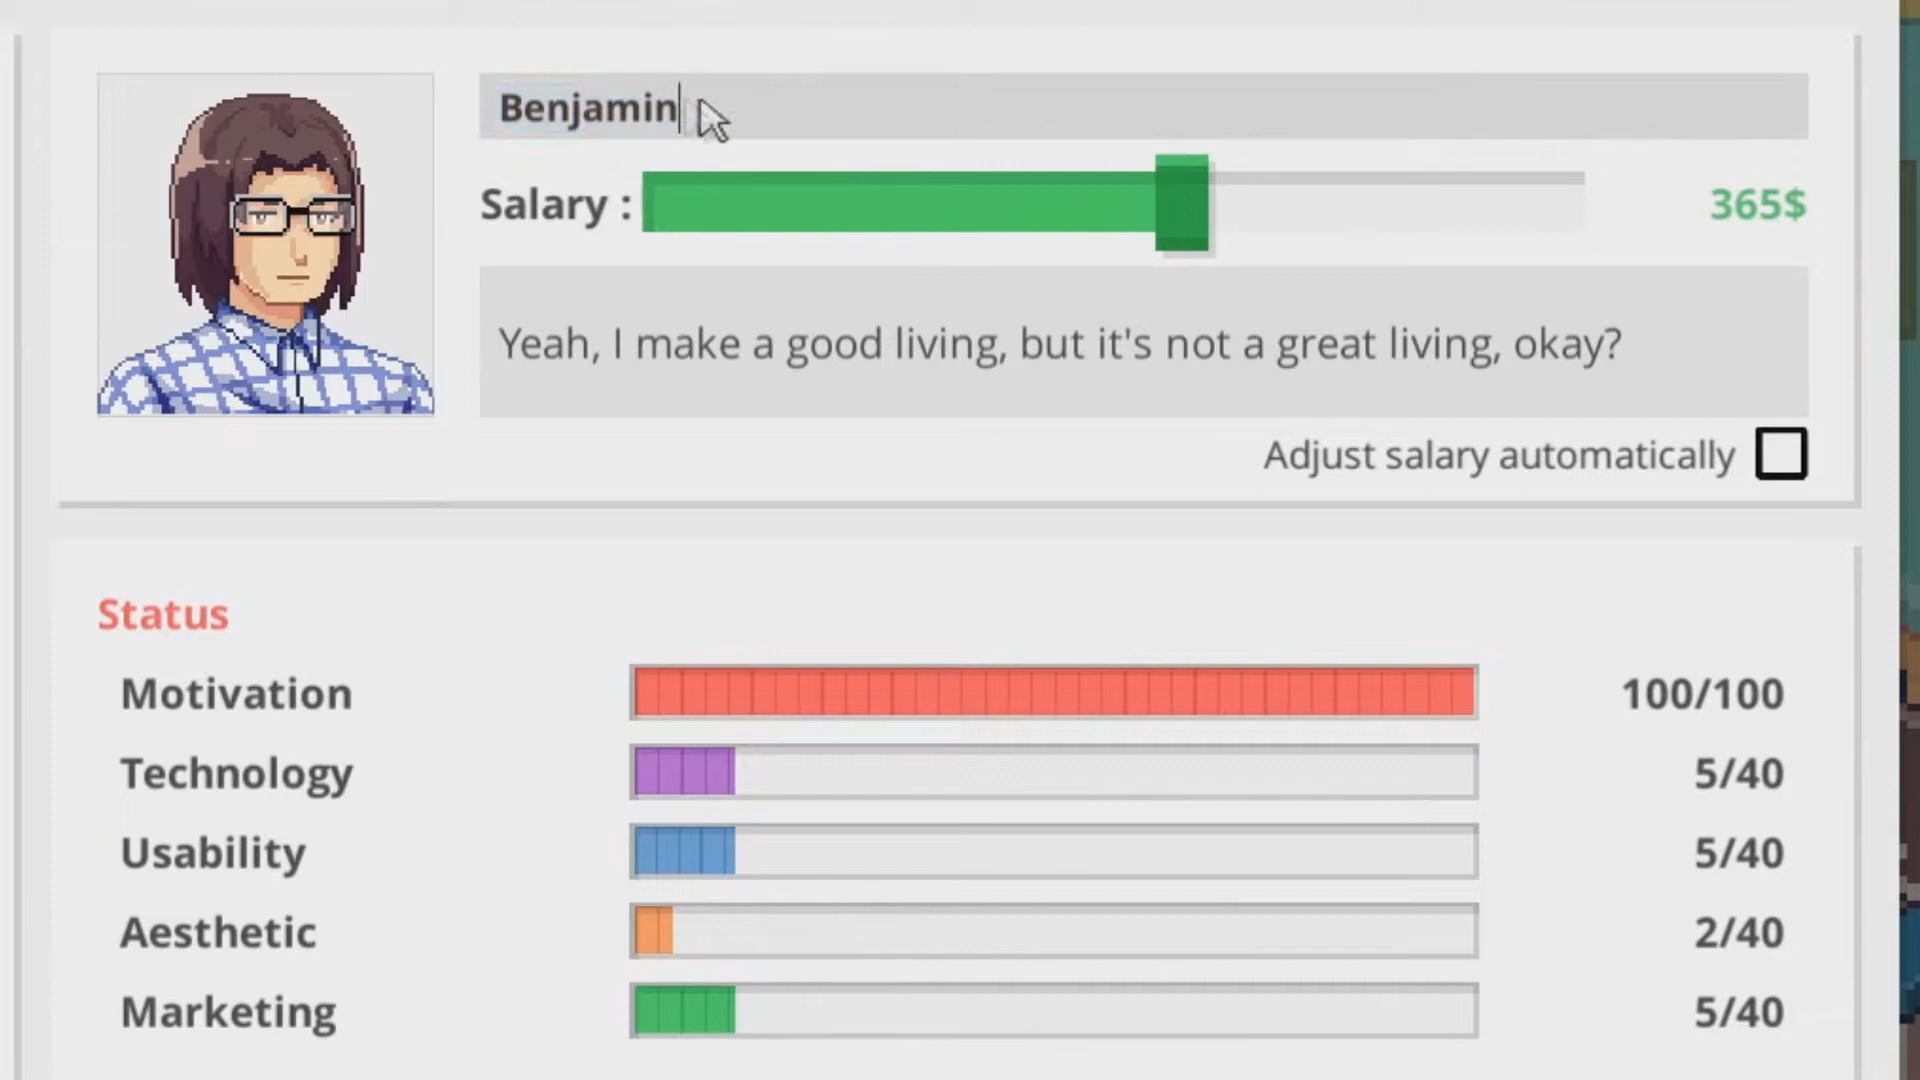 Benjamin
Salary : 365$
Yeah, I make a good living, but it's not a great living, okay?
Adjust salary automatically
Status
Motivation 100/100
Technology 5/40
Usability 5/40
Aesthetic 2/40
Marketing 5/40